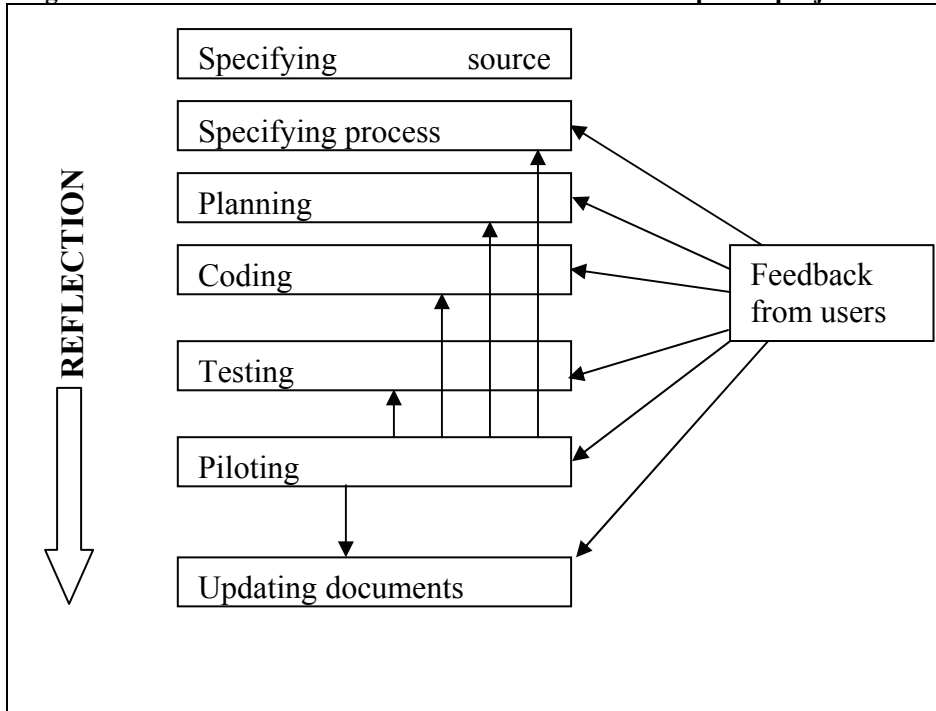 Specifying source
Specifying process
Planning
Coding
Testing
Piloting
Updating documents
REFLECTION
Feedback
from users